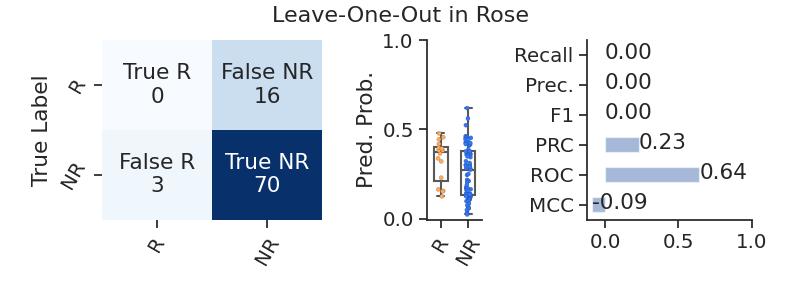 Leave-One-Out in Rose
True Label
R
NR
True R
0
False NR
16
False R
3
True NR
70
R
NR
Pred. Prob.
1.0
0.5
0.0
R
NR
Recall
0.00
Prec.
0.00
F1
0.00
PRC
0.23
ROC
0.64
MCC
-0.09
0.0
0.5
1.0